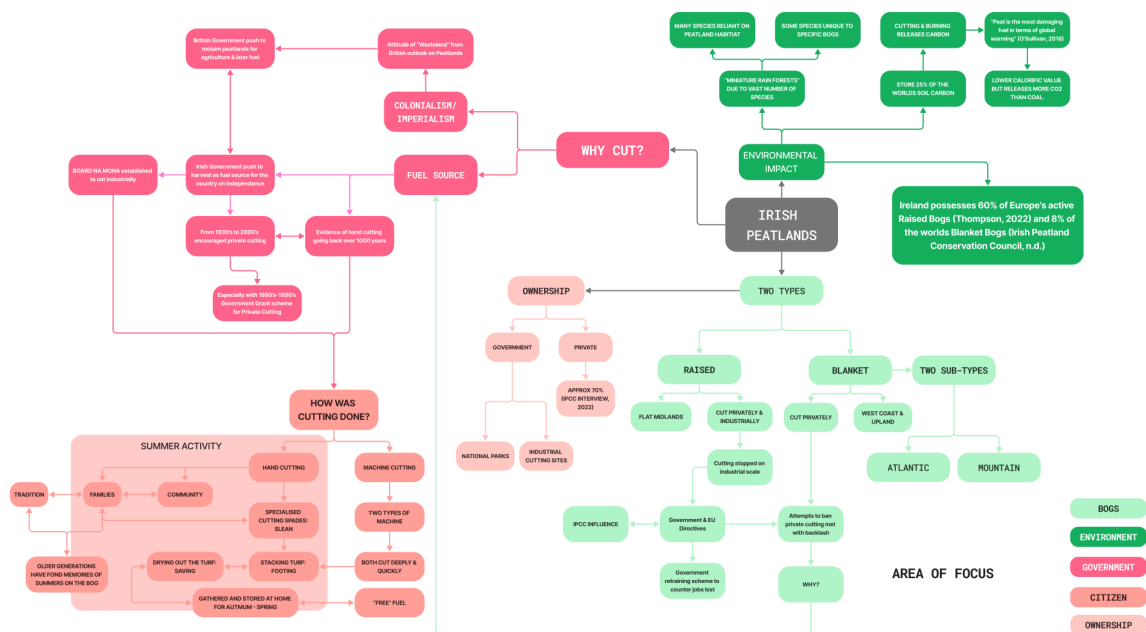 British Government push to
reclaim peatlands for
agriculture & later fuel
Attitude of "Wasteland" from
British outlook on Peatlands
COLONIALISM/
IMPERIALISM
WHY CUT?
BOARD NA MONA established
to cut industrially
Irish Government push to
harvest as fuel source for the
country on independance
FUEL SOURCE
From 1930's to 2000's
encouraged private cutting
Evidence of hand cutting
going back over 1000 years
Especially with 1980's-1990's
Government Grant scheme
for Private Cutting
MANY SPECIES RELIANT ON
PEATLAND HABITIAT
SOME SPECIES UNIQUE TO
SPECIFIC BOGS
CUTTING & BURNING
RELEASES CARBON
"Peat is the most damaging
fuel in terms of global
warming" (O'Sullivan, 2018)
"MINIATURE RAIN FORESTS"
DUE TO VAST NUMBER OF
SPECIES
STORE 25% OF THE
WORLDS SOIL CARBON
LOWER CALORIFIC VALUE
BUT RELEASES MORE CO2
THAN COAL.
ENVIRONMENTAL
IMPACT
IRISH
PEATLANDS
Ireland possesses 60% of Europe's active
Raised Bogs (Thompson, 2022) and 8% of
the worlds Blanket Bogs (Irish Peatland
Conservation Council, n.d.)
OWNERSHIP
TWO TYPES
GOVERNMENT
PRIVATE
APPROX 70%
(IPCC INTERVIEW,
2022)
NATIONAL PARKS
INDUSTRIAL
CUTTING SITES
RAISED
BLANKET
TWO SUB-TYPES
FLAT MIDLANDS
CUT PRIVATELY &
INDUSTRIALLY
CUT PRIVATELY
WEST COAST &
UPLAND
Cutting stopped on
industrial scale
ATLANTIC
MOUNTAIN
IPCC INFLUENCE
Government & EU
Directives
Attempts to ban
private cutting met
with backlash
Government
retraining scheme to
counter jobs lost
WHY?
HOW WAS
CUTTING DONE?
SUMMER ACTIVITY
HAND CUTTING
MACHINE CUTTING
TRADITION
FAMILIES
COMMUNITY
SPECIALISED
CUTTING SPADES:
SLEAN
TWO TYPES OF
MACHINE
OLDER GENERATIONS
HAVE FOND MEMORIES OF
SUMMERS ON THE BOG
DRYING OUT THE TURF:
SAVING
STACKING TURF:
FOOTING
BOTH CUT DEEPLY &
QUICKLY
GATHERED AND STORED AT HOME
FOR AUTMUM - SPRING
"FREE" FUEL
AREA OF FOCUS
BOGS
ENVIRONMENT
GOVERNMENT
CITIZEN
OWNERSHIP